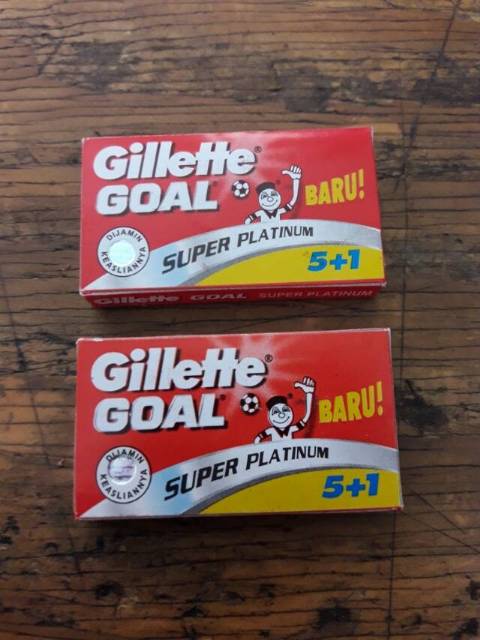 Gillette®
GOAL®
BARU!
DIJAMIN KEASLIANNYA
SUPER PLATINUM
5+1
Gillette GOAL SUPER PLATINUM
Gillette®
GOAL®
BARU!
DIJAMIN KEASLIANNYA
SUPER PLATINUM
5+1